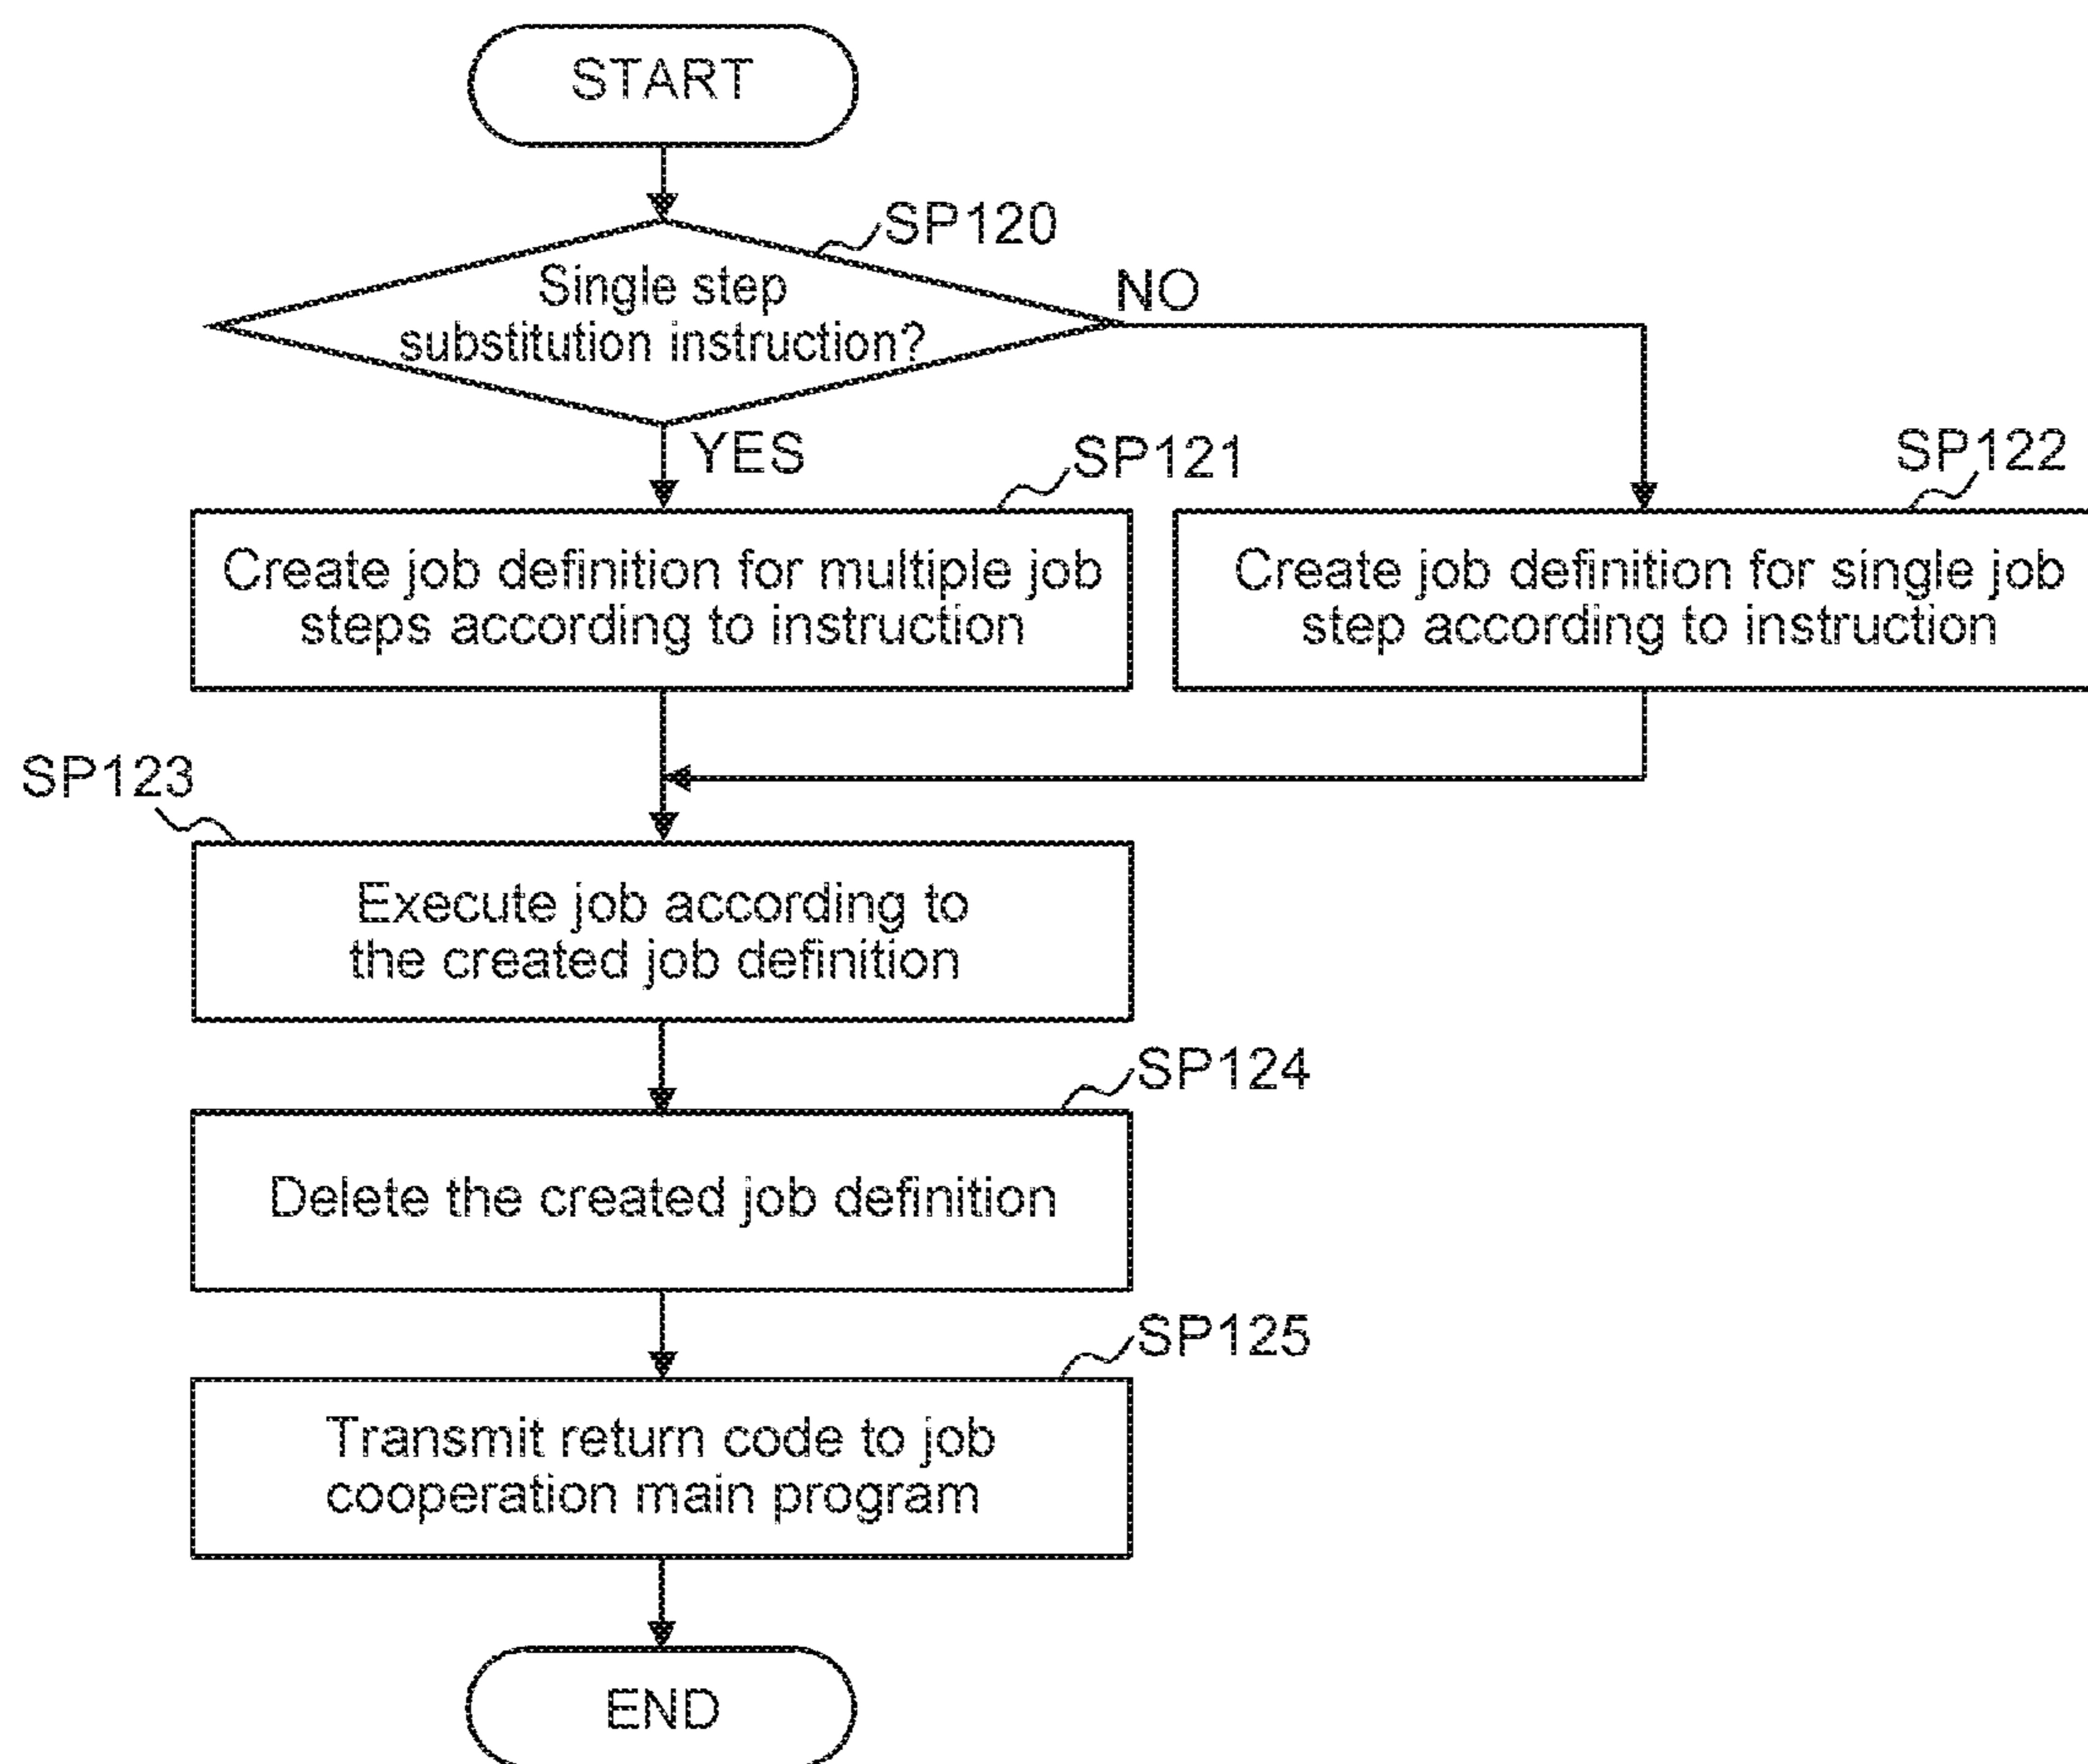 START
SP120
Single step
substitution instruction?
NO
YES
SP121
SP122
Create job definition for multiple job
steps according to instruction
Create job definition for single job
step according to instruction
SP123
Execute job according to
the created job definition
SP124
Delete the created job definition
SP125
Transmit return code to job
cooperation main program
END